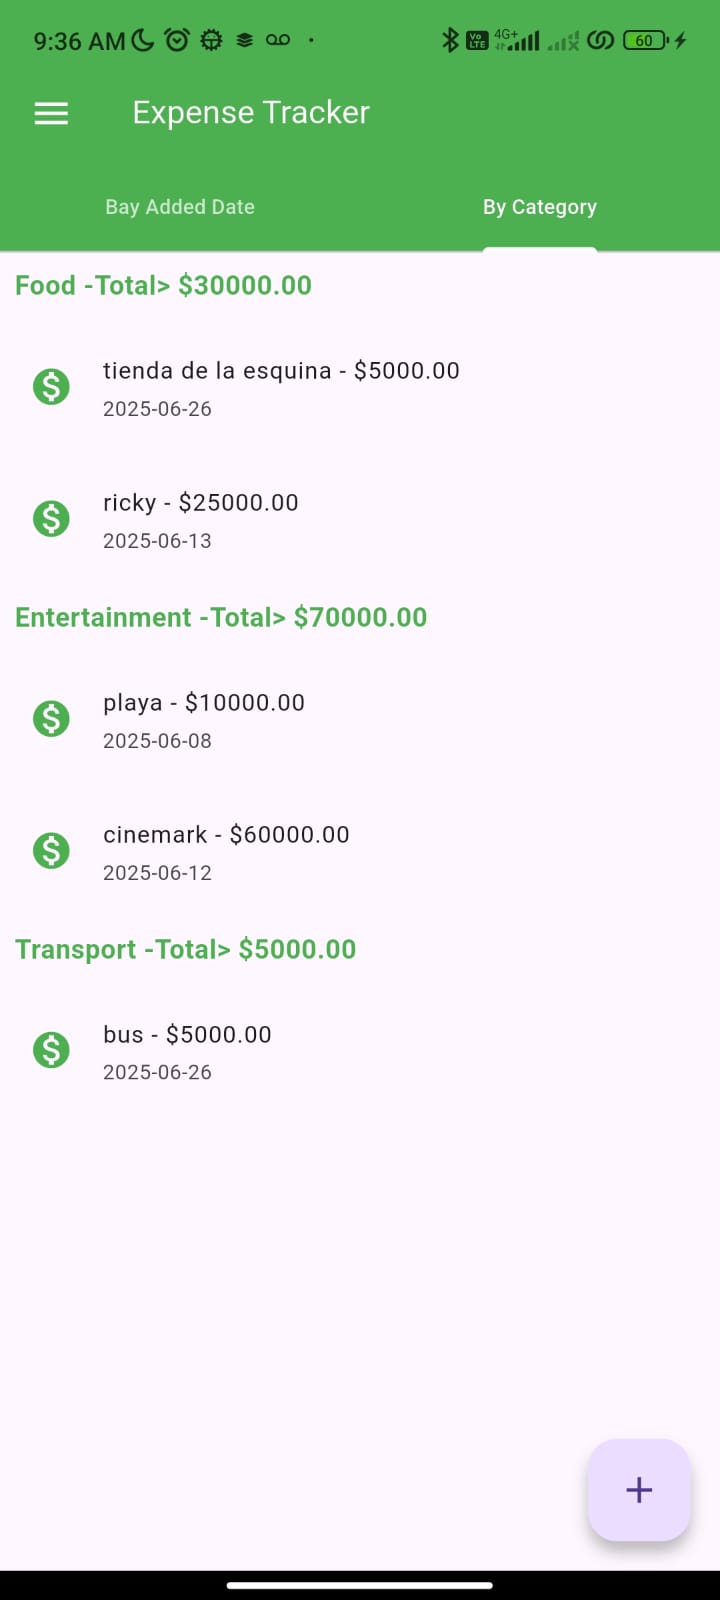 9:36 AM
Vo LTE 4G+ 60
Expense Tracker
Bay Added Date By Category
Food -Total> $30000.00
tienda de la esquina - $5000.00
2025-06-26
ricky - $25000.00
2025-06-13
Entertainment -Total> $70000.00
playa - $10000.00
2025-06-08
cinemark - $60000.00
2025-06-12
Transport -Total> $5000.00
bus - $5000.00
2025-06-26